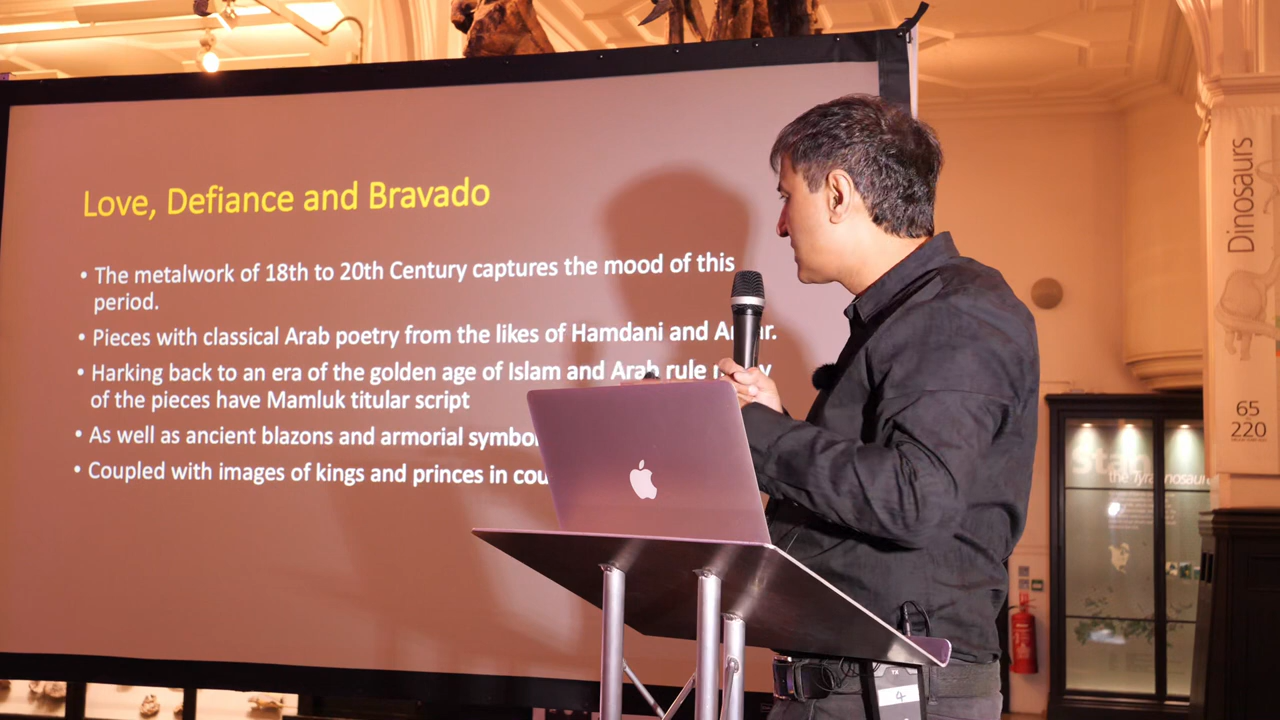 Love, Defiance and Bravado
• The metalwork of 18th to 20th Century captures the mood of this
period.
• Pieces with classical Arab poetry from the likes of Hamdani and
• Harking back to an era of the golden age of Islam and Arab rule
of the pieces have Mamluk titular script
• As well as ancient blazons and armorial
• Coupled with images of kings and princes in
Dinosaurs
65
220
the
4